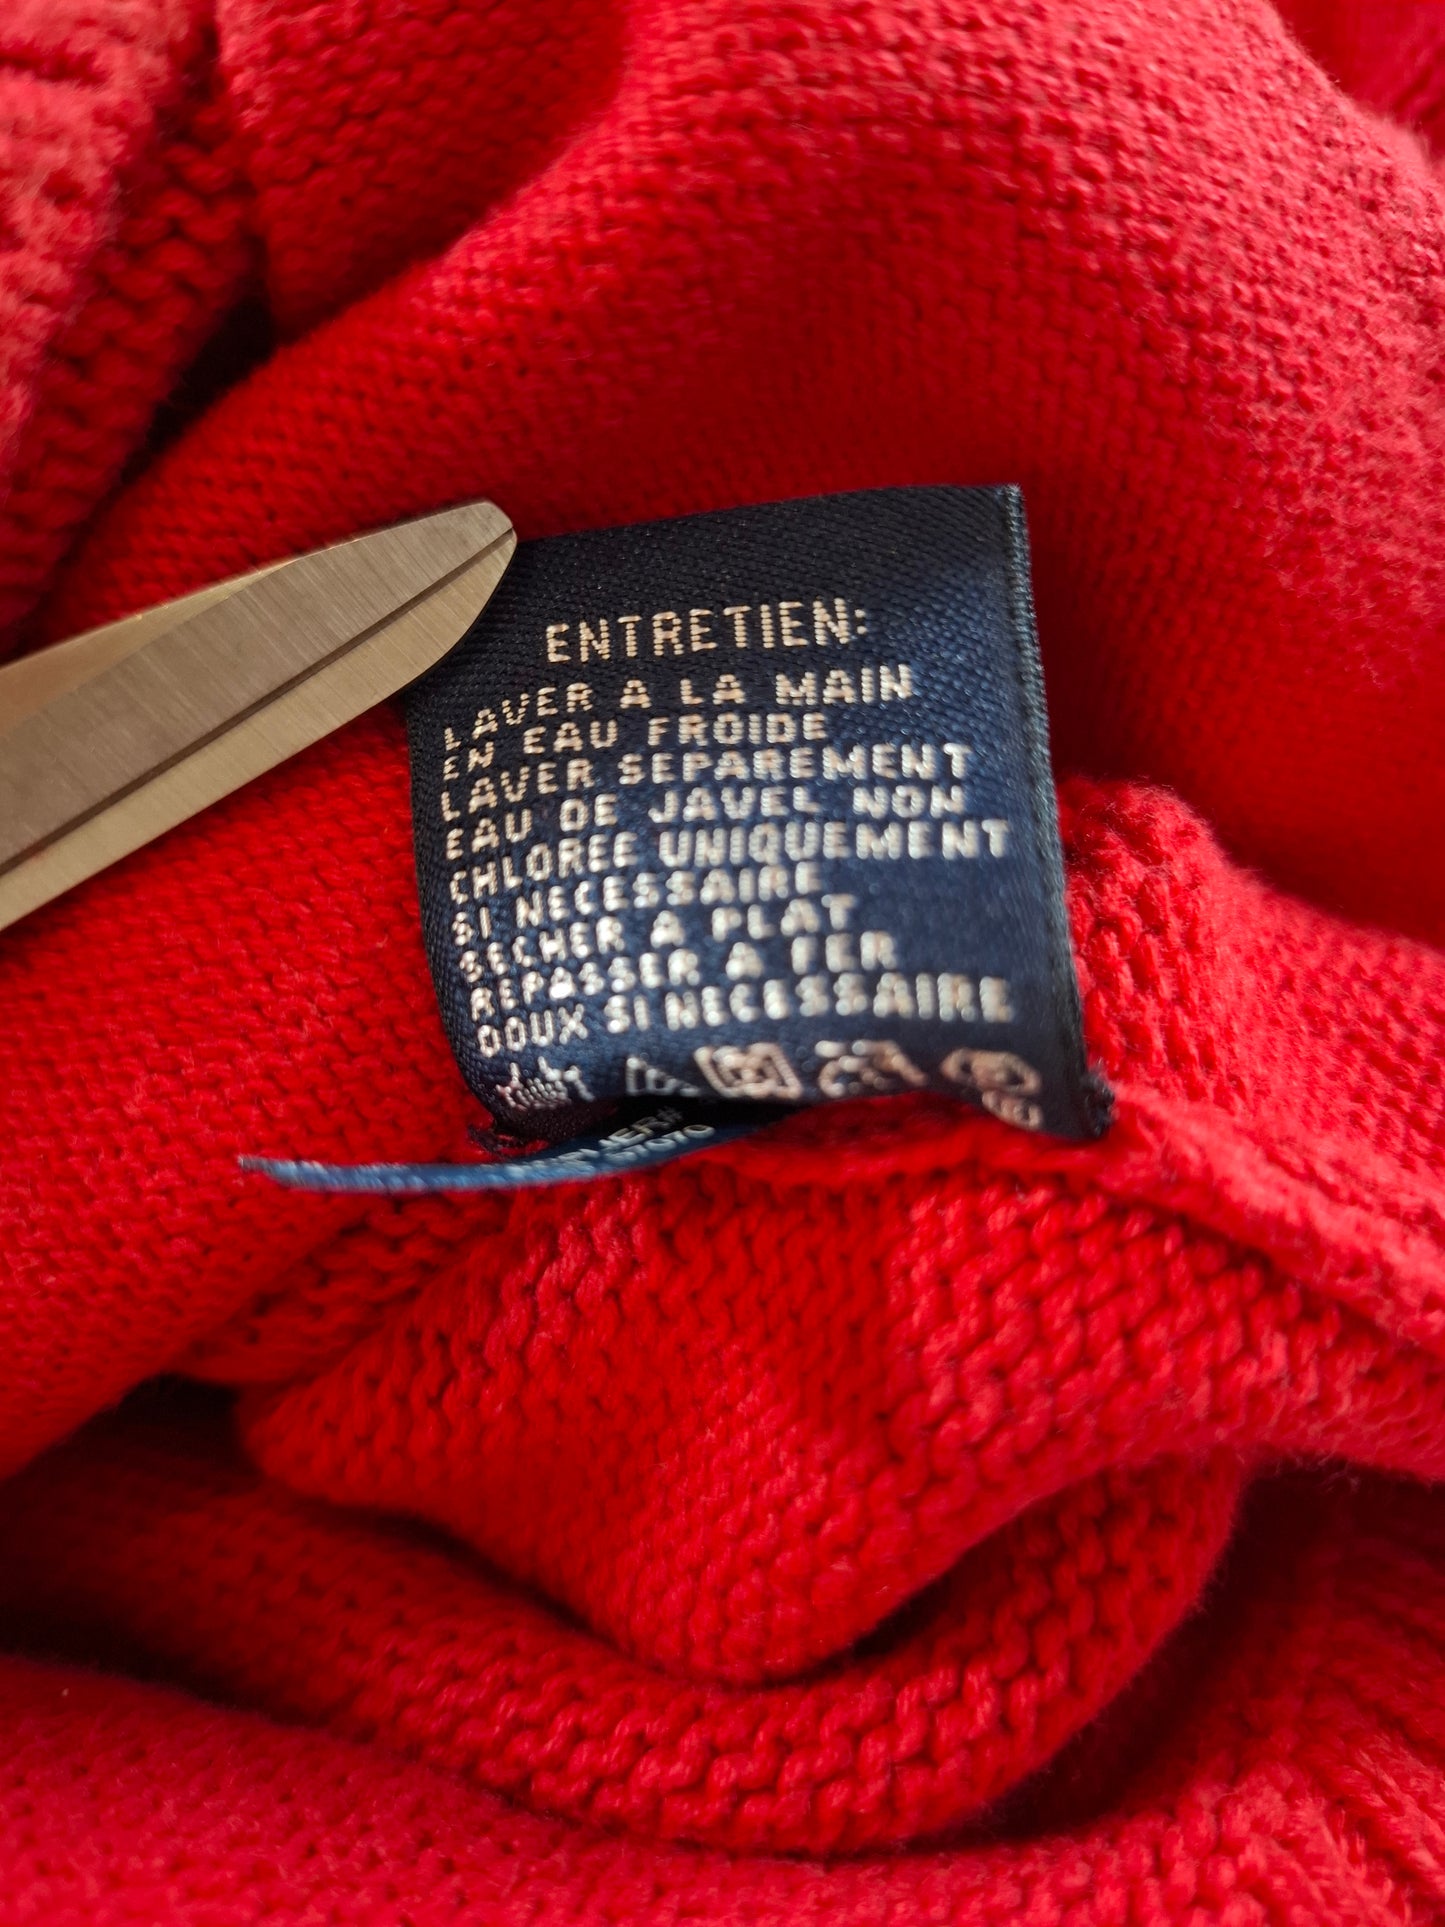 ENTRETIEN:
LAVER A LA MAIN
EN EAU FROIDE
LAVER SEPAREMENT
EAU DE JAVEL NON
CHLOREE UNIQUEMENT
SI NECESSAIRE
SECHER A PLAT
REPASSER A FER
DOUX SI NECESSAIRE